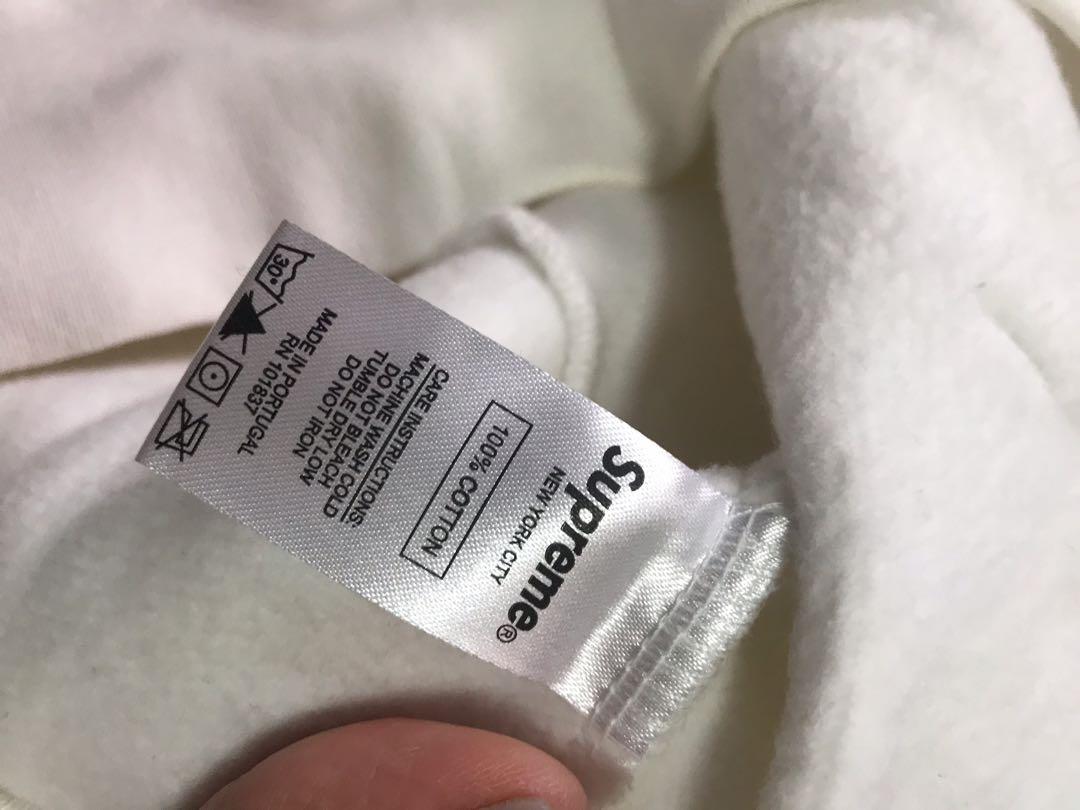 Supreme®
NEW YORK CITY
100% COTTON
CARE INSTRUCTIONS:
MACHINE WASH COLD
DO NOT BLEACH
TUMBLE DRY LOW
DO NOT IRON
RN 101837
MADE IN PORTUGAL
30°